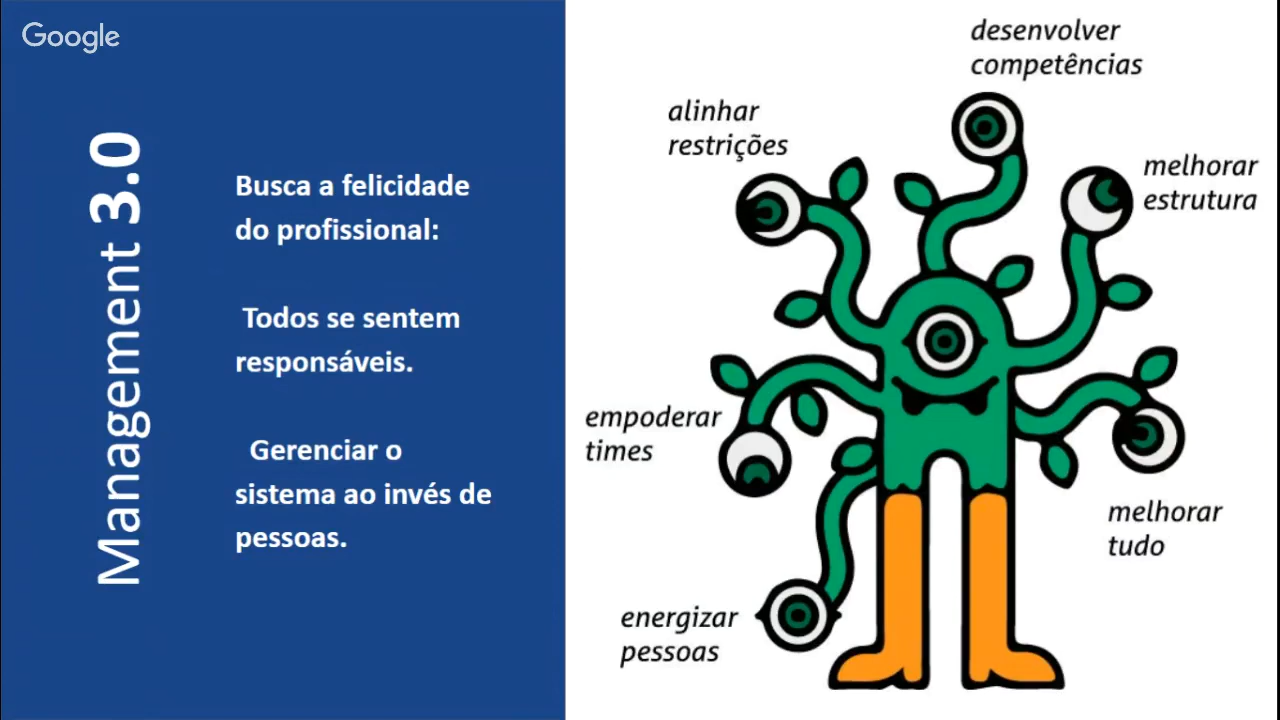 Google
Management 3.0
Busca a felicidade
do profissional:
Todos se sentem
responsáveis.
Gerenciar o
sistema ao invés de
pessoas.
desenvolver
competências
alinhar
restrições
melhorar
estrutura
empoderar
times
melhorar
tudo
energizar
pessoas